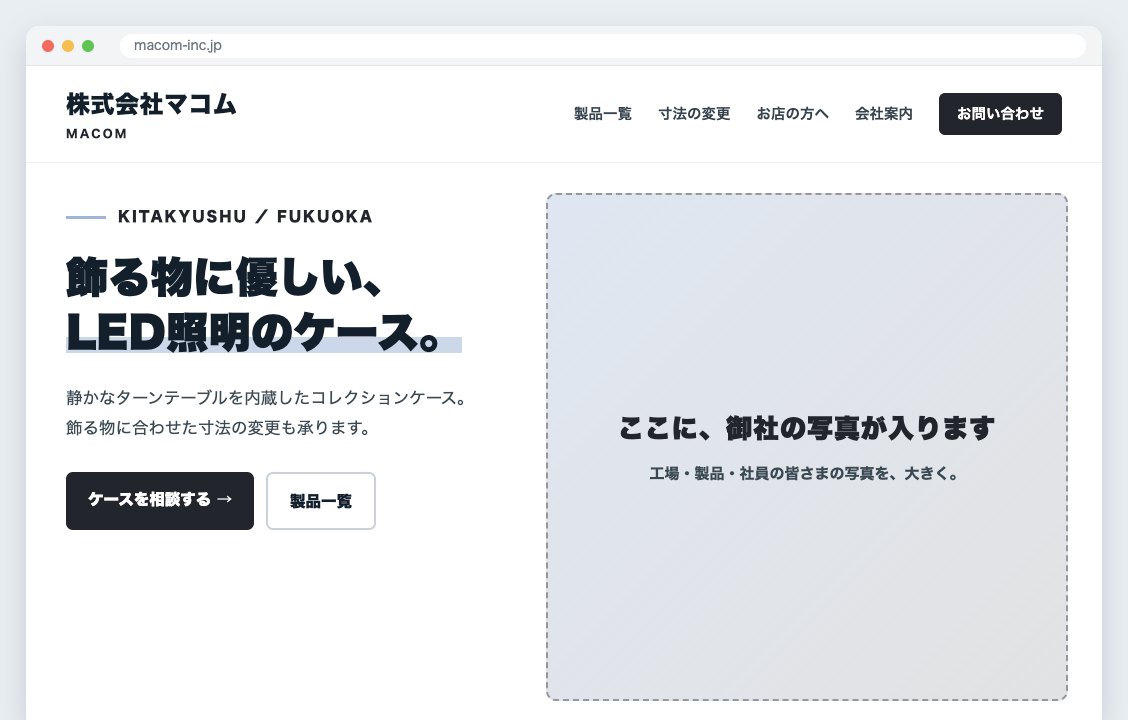 macom-inc.jp
株式会社マコム
MACOM
製品一覧
寸法の変更
お店の方へ
会社案内
お問い合わせ
KITAKYUSHU ／ FUKUOKA
飾る物に優しい、
LED照明のケース。
静かなターンテーブルを内蔵したコレクションケース。
飾る物に合わせた寸法の変更も承ります。
ケースを相談する →
製品一覧
ここに、御社の写真が入ります
工場・製品・社員の皆さまの写真を、大きく。